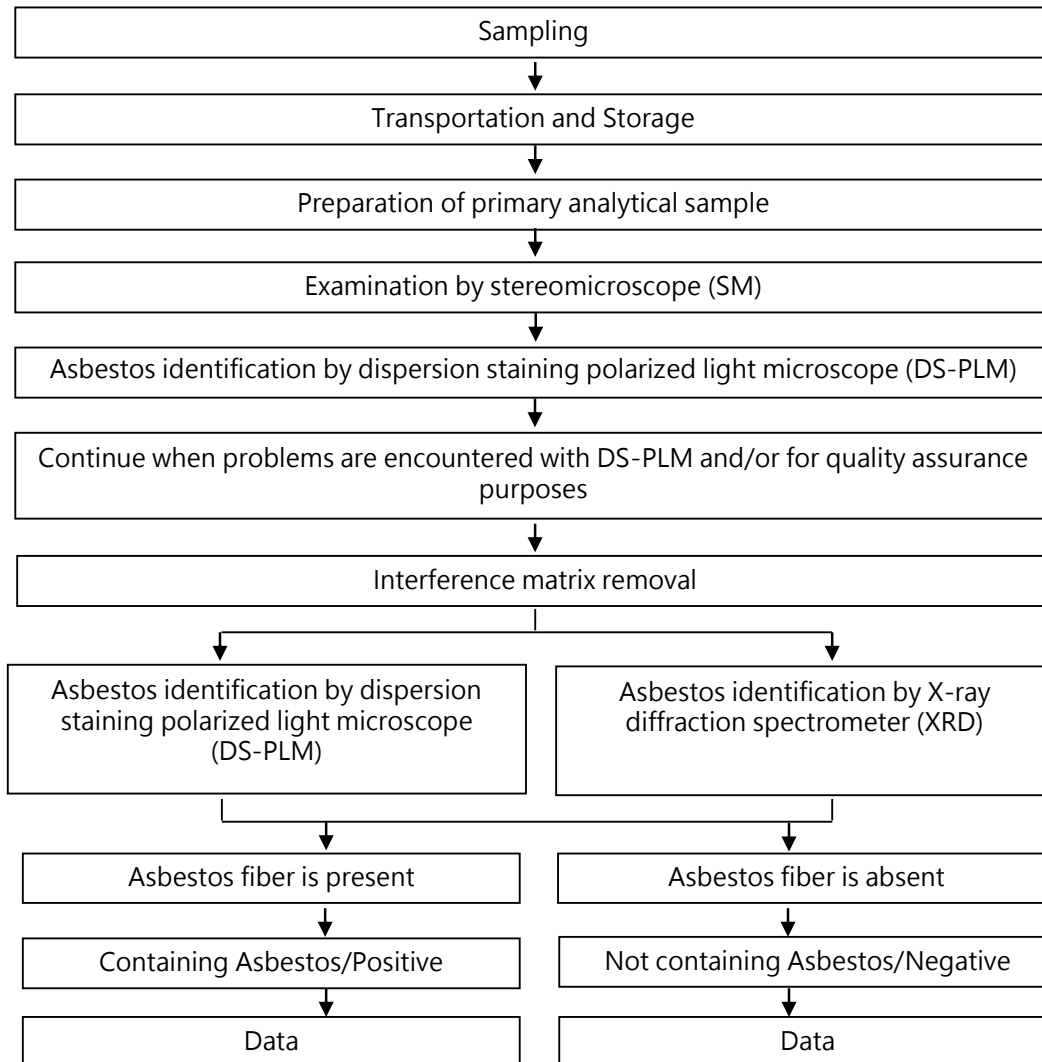 Sampling
Transportation and Storage
Preparation of primary analytical sample
Examination by stereomicroscope (SM)
Asbestos identification by dispersion staining polarized light microscope (DS-PLM)
Continue when problems are encountered with DS-PLM and/or for quality assurance
purposes
Interference matrix removal
Asbestos identification by dispersion
staining polarized light microscope
(DS-PLM)
Asbestos identification by X-ray
diffraction spectrometer (XRD)
Asbestos fiber is present
Asbestos fiber is absent
Containing Asbestos/Positive
Not containing Asbestos/Negative
Data
Data